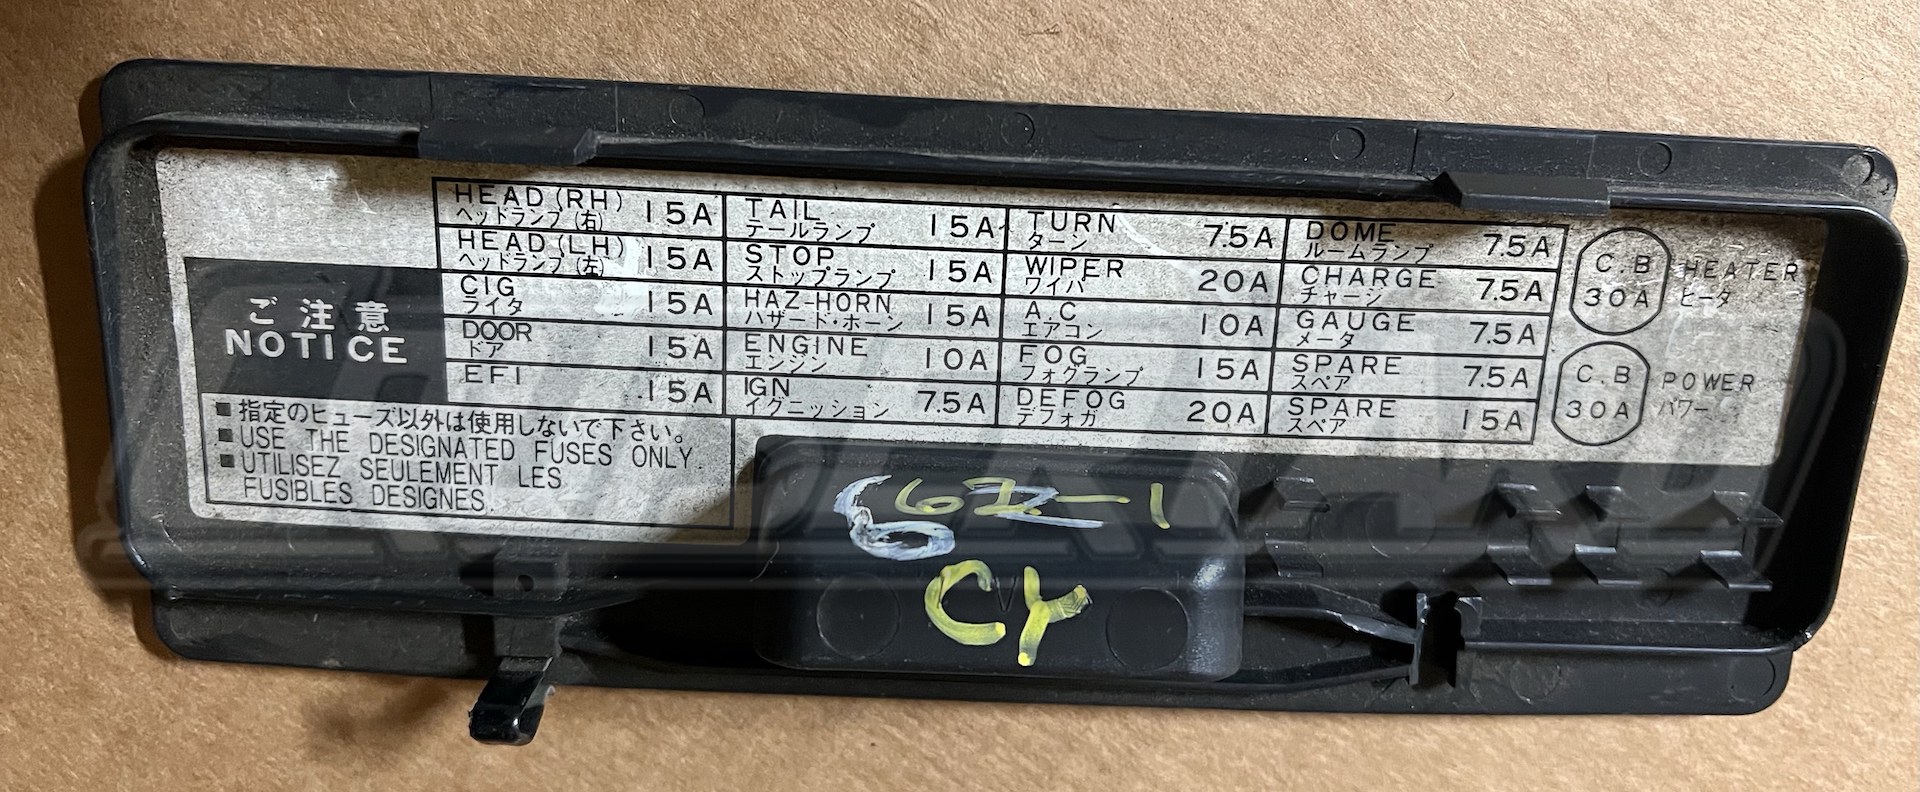 HEAD (RH) 15A
ヘッドランプ (右)
HEAD (LH) 15A
ヘッドランプ (左)
CIG 15A
ライタ
DOOR 15A
ドア
EFI 15A
TAIL 15A
テールランプ
STOP 15A
ストップランプ
HAZ-HORN 15A
ハザード・ホーン
ENGINE 10A
エンジン
IGN 7.5A
イグニッション
TURN 7.5A
ターン
WIPER 20A
ワイパ
A.C 10A
エアコン
FOG 15A
フォグランプ
DEFOG 20A
デフォガ
DOME 7.5A
ルームランプ
CHARGE 7.5A
チャージ
GAUGE 7.5A
メータ
SPARE 7.5A
スペア
SPARE 15A
スペア
C.B
30A
HEATER
ヒータ
C.B
30A
POWER
パワー
ご注意
NOTICE
■指定のヒューズ以外は使用しないで下さい。
■USE THE DESIGNATED FUSES ONLY.
■UTILISEZ SEULEMENT LES
FUSIBLES DESIGNES.
62-1
CY